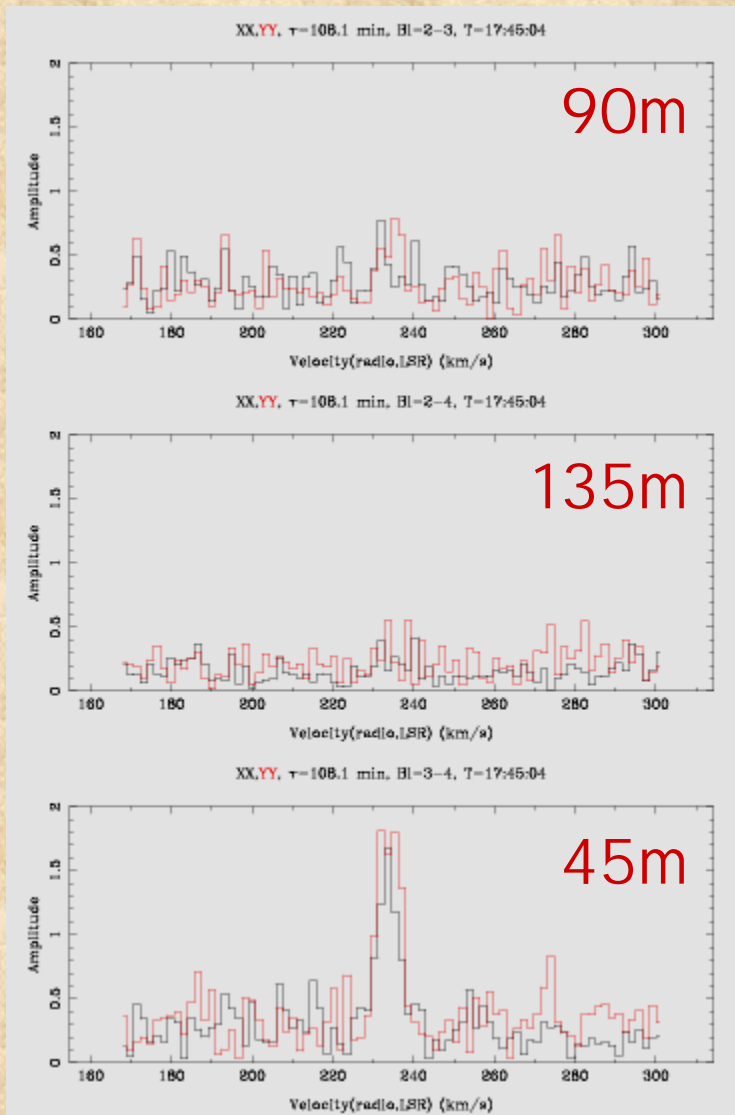 XX,YY, τ=108.1 min, Bl=2-3, T=17:45:04
90m
2
1.5
1
0.5
0
Amplitude
160 180 200 220 240 260 280 300
Velocity(radio,LSR) (km/s)
XX,YY, τ=108.1 min, Bl=2-4, T=17:45:04
135m
2
1.5
1
0.5
0
Amplitude
160 180 200 220 240 260 280 300
Velocity(radio,LSR) (km/s)
XX,YY, τ=108.1 min, Bl=3-4, T=17:45:04
45m
2
1.5
1
0.5
0
Amplitude
160 180 200 220 240 260 280 300
Velocity(radio,LSR) (km/s)